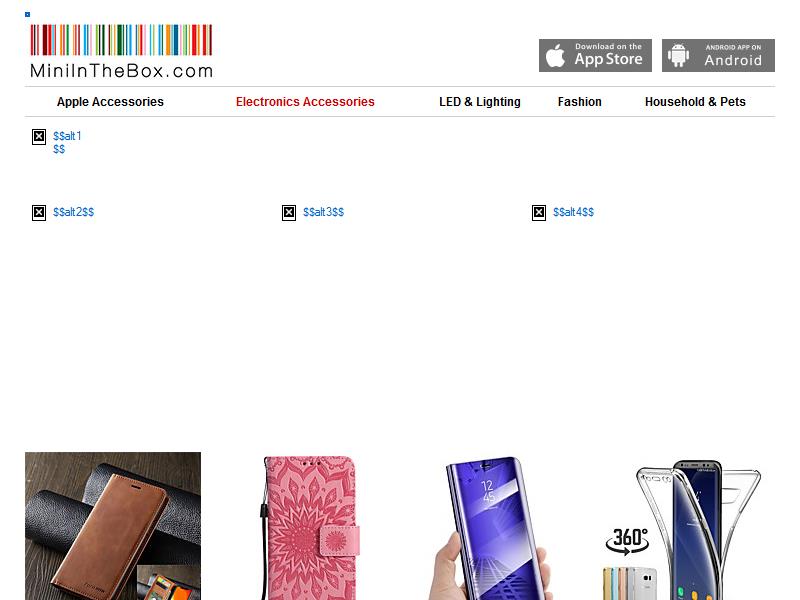 MiniInTheBox.com
Download on the
App Store
ANDROID APP ON
Android
Apple Accessories
Electronics Accessories
LED & Lighting
Fashion
Household & Pets
$$alt1
$$
$$alt2$$
$$alt3$$
$$alt4$$
12
45
360°